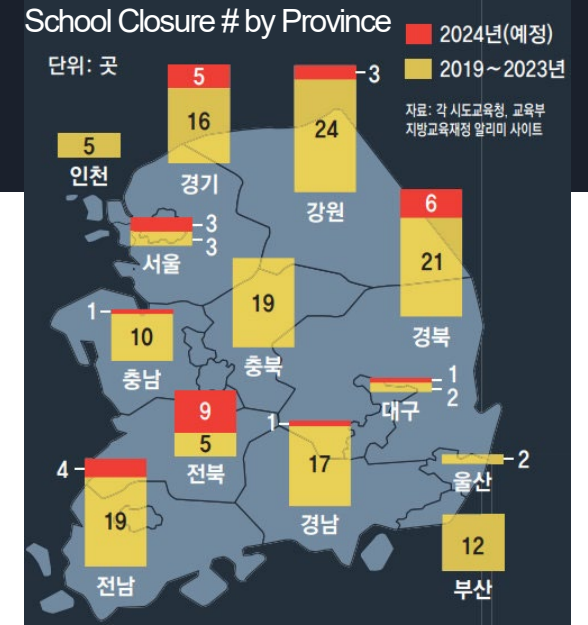 School Closure # by Province
2024년(예정)
2019～2023년
단위: 곳
자료: 각 시도교육청, 교육부
지방교육재정 알리미 사이트
5
인천
5
16
경기
3
24
강원
3
3
서울
6
21
경북
19
충북
1
10
충남
1
2
대구
9
5
전북
1
17
경남
2
울산
4
19
전남
12
부산